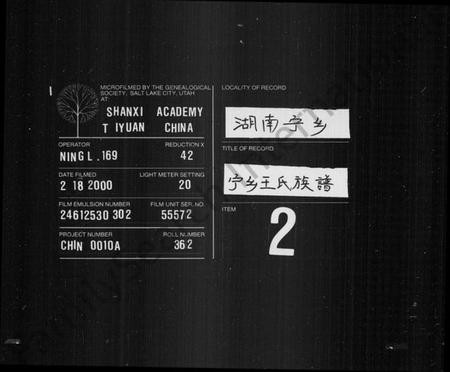 MICROFILMED BY THE GENEALOGICAL
SOCIETY, SALT LAKE CITY, UTAH
AT:
SHANXI ACADEMY
T IYUAN CHINA
OPERATOR
REDUCTION X
NING L. 169
42
DATE FILMED
LIGHT METER SETTING
2 18 2000
20
FILM EMULSION NUMBER
FILM UNIT SER. NO.
24612530 302
55572
PROJECT NUMBER
ROLL NUMBER
CHIN 0010A
362
LOCALITY OF RECORD
湖南宁乡
TITLE OF RECORD
宁乡王氏族譜
ITEM
2
FamilySearch International